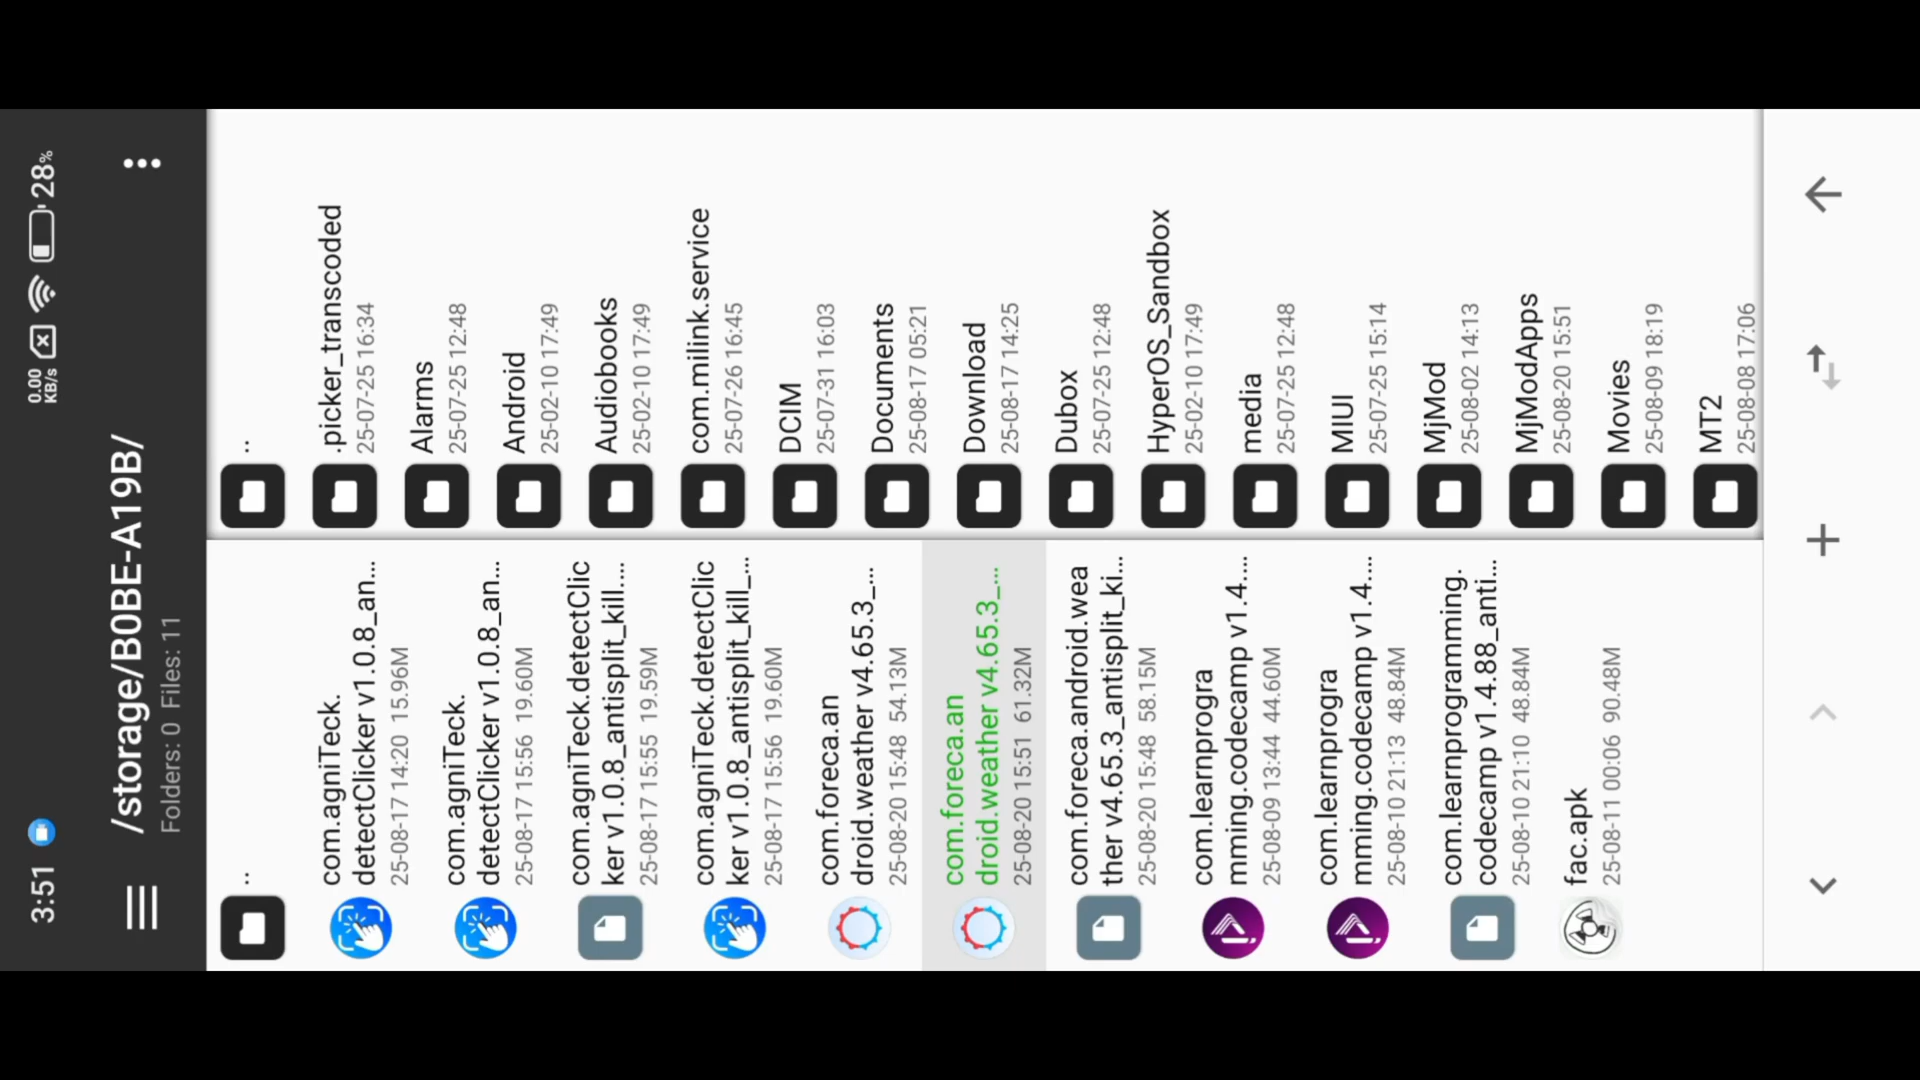 3:51
0.00
KB/s
28%
/storage/B0BE-A19B/
Folders: 0 Files: 11
..
com.agniTeck.
detectClicker v1.0.8_an...
25-08-17 14:20 15.96M
com.agniTeck.
detectClicker v1.0.8_an...
25-08-17 15:56 19.60M
com.agniTeck.detectClic
ker v1.0.8_antisplit_kill....
25-08-17 15:55 19.59M
com.agniTeck.detectClic
ker v1.0.8_antisplit_kill_...
25-08-17 15:56 19.60M
com.foreca.an
droid.weather v4.65.3_...
25-08-20 15:48 54.13M
com.foreca.an
droid.weather v4.65.3_...
25-08-20 15:51 61.32M
com.foreca.android.wea
ther v4.65.3_antisplit_ki...
25-08-20 15:48 58.15M
com.learnprogra
mming.codecamp v1.4....
25-08-09 13:44 44.60M
com.learnprogra
mming.codecamp v1.4....
25-08-10 21:13 48.84M
com.learnprogramming.
codecamp v1.4.88_anti...
25-08-10 21:10 48.84M
fac.apk
25-08-11 00:06 90.48M
..
.picker_transcoded
25-07-25 16:34
Alarms
25-07-25 12:48
Android
25-02-10 17:49
Audiobooks
25-02-10 17:49
com.milink.service
25-07-26 16:45
DCIM
25-07-31 16:03
Documents
25-08-17 05:21
Download
25-08-17 14:25
Dubox
25-07-25 12:48
HyperOS_Sandbox
25-02-10 17:49
media
25-07-25 12:48
MIUI
25-07-25 15:14
MjMod
25-08-02 14:13
MjModApps
25-08-20 15:51
Movies
25-08-09 18:19
MT2
25-08-08 17:06